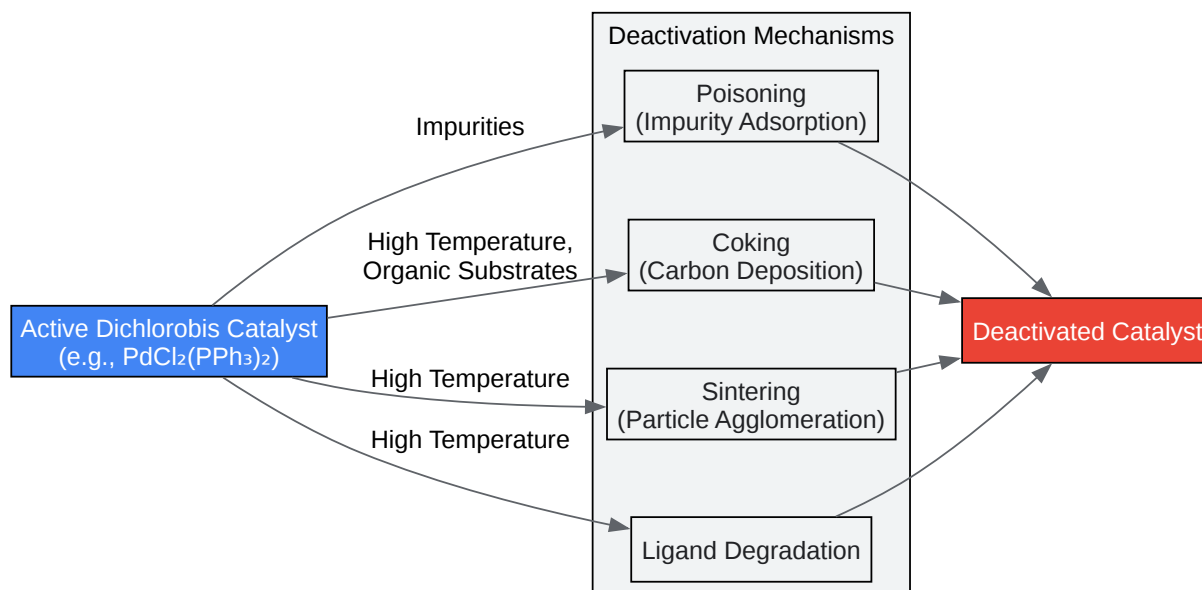 Deactivation Mechanisms
Poisoning
(Impurity Adsorption)
Impurities
High Temperature,
Organic Substrates
Coking
(Carbon Deposition)
Active Dichlorobis Catalyst
(e.g., PdCl₂(PPh₃)₂)
Deactivated Catalyst
High Temperature
Sintering
(Particle Agglomeration)
High Temperature
Ligand Degradation